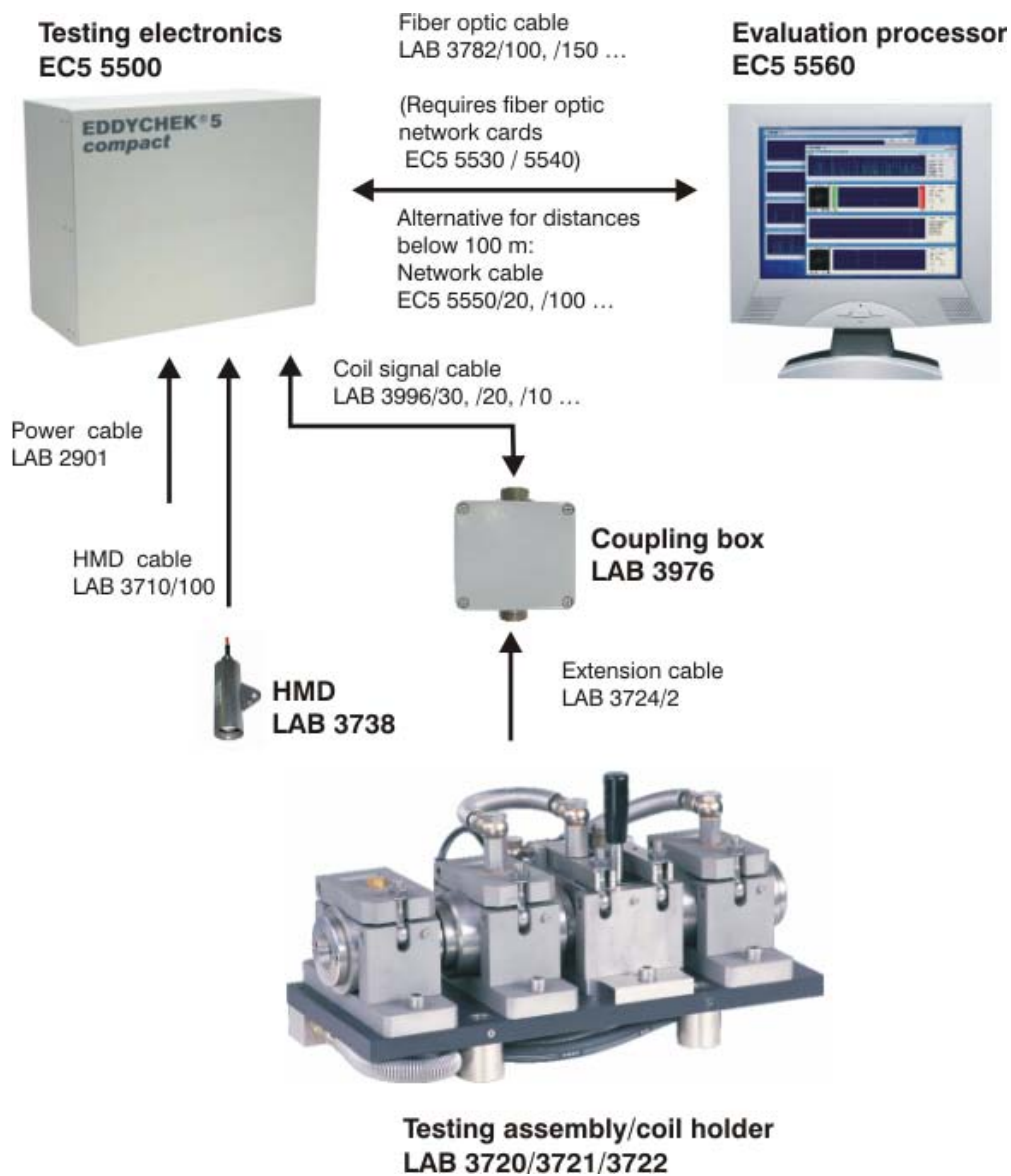 Testing electronics
EC5 5500
EDDYCHEK® 5
compact
Fiber optic cable
LAB 3782/100, /150 ...
(Requires fiber optic
network cards
EC5 5530 / 5540)
Alternative for distances
below 100 m:
Network cable
EC5 5550/20, /100 ...
Evaluation processor
EC5 5560
Coil signal cable
LAB 3996/30, /20, /10 ...
Power cable
LAB 2901
HMD cable
LAB 3710/100
HMD
LAB 3738
Coupling box
LAB 3976
Extension cable
LAB 3724/2
Testing assembly/coil holder
LAB 3720/3721/3722